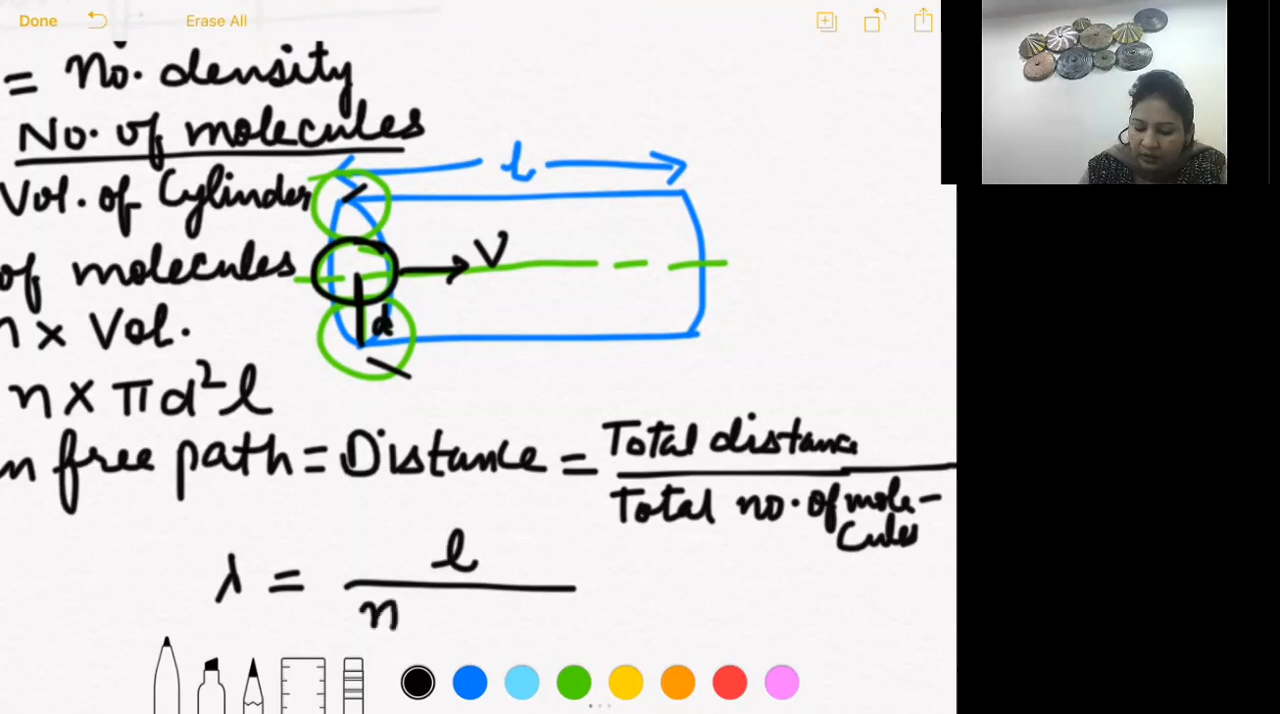 Done
Erase All
= No. density
No. of molecules
Vol. of Cylinder
of molecules
n × Vol.
n × πd²l
n free path = Distance = Total distance
Total no. of mole-
cules
λ = l
n
l
V
d